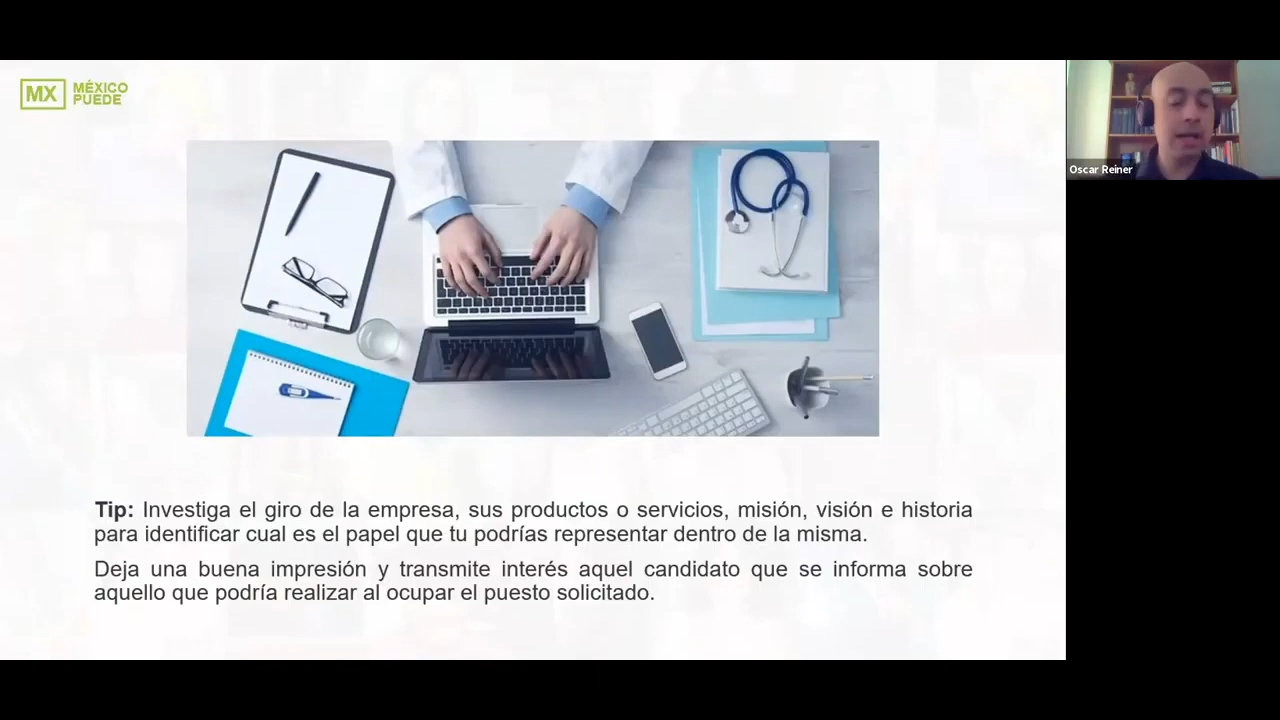 MX MÉXICO
PUEDE
Oscar Reiner
Tip: Investiga el giro de la empresa, sus productos o servicios, misión, visión e historia
para identificar cual es el papel que tu podrías representar dentro de la misma.
Deja una buena impresión y transmite interés aquel candidato que se informa sobre
aquello que podría realizar al ocupar el puesto solicitado.